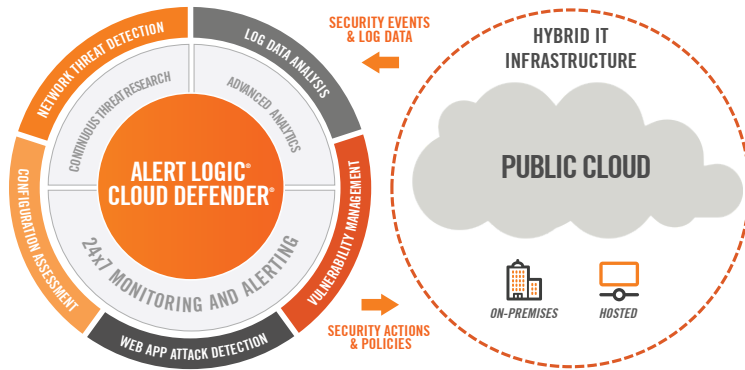 NETWORK THREAT DETECTION
LOG DATA ANALYSIS
CONTINUOUS THREAT RESEARCH
ADVANCED ANALYTICS
ALERT LOGIC®
CLOUD DEFENDER®
CONFIGURATION ASSESSMENT
VULNERABILITY MANAGEMENT
24x7 MONITORING AND ALERTING
WEB APP ATTACK DETECTION
SECURITY EVENTS
& LOG DATA
SECURITY ACTIONS
& POLICIES
HYBRID IT
INFRASTRUCTURE
PUBLIC CLOUD
ON-PREMISES
HOSTED